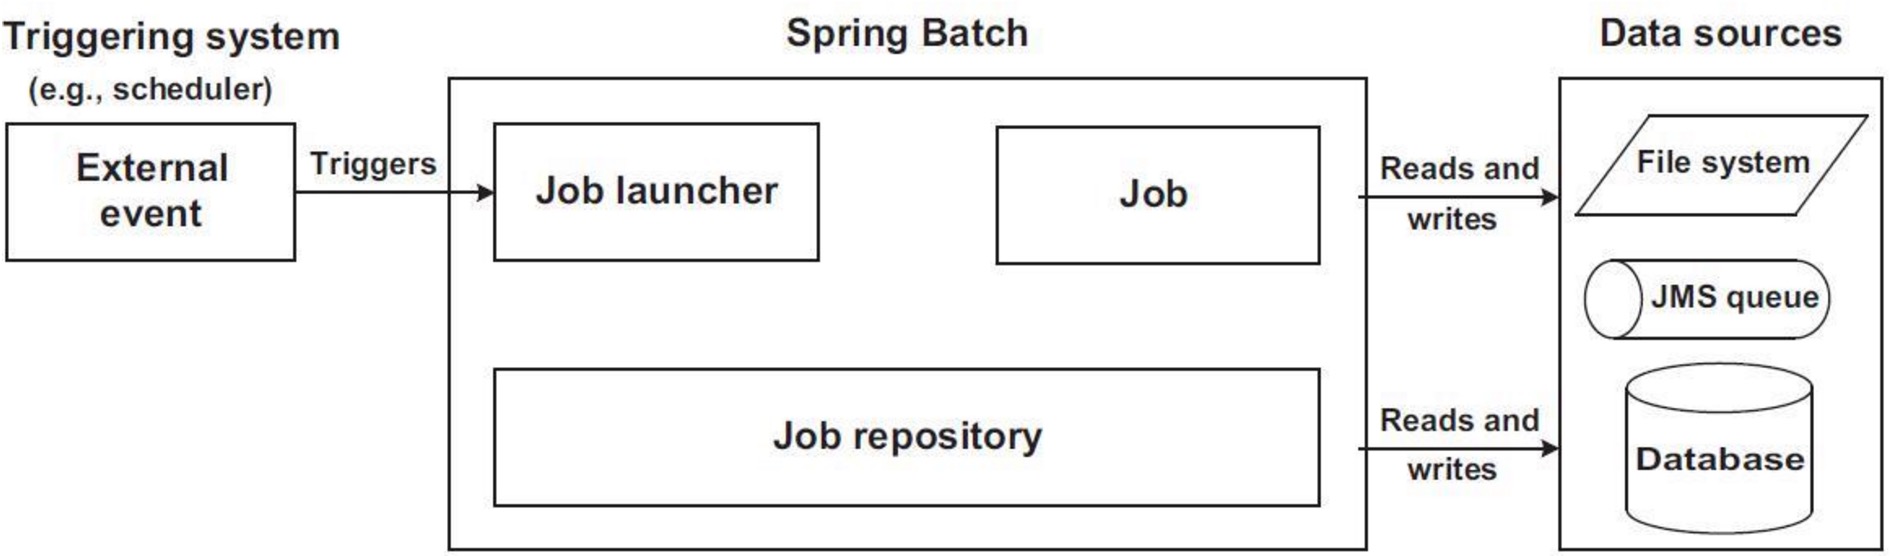 Triggering system
(e.g., scheduler)
External
event
Triggers
Spring Batch
Job launcher
Job
Job repository
Reads and
writes
Reads and
writes
Data sources
File system
JMS queue
Database